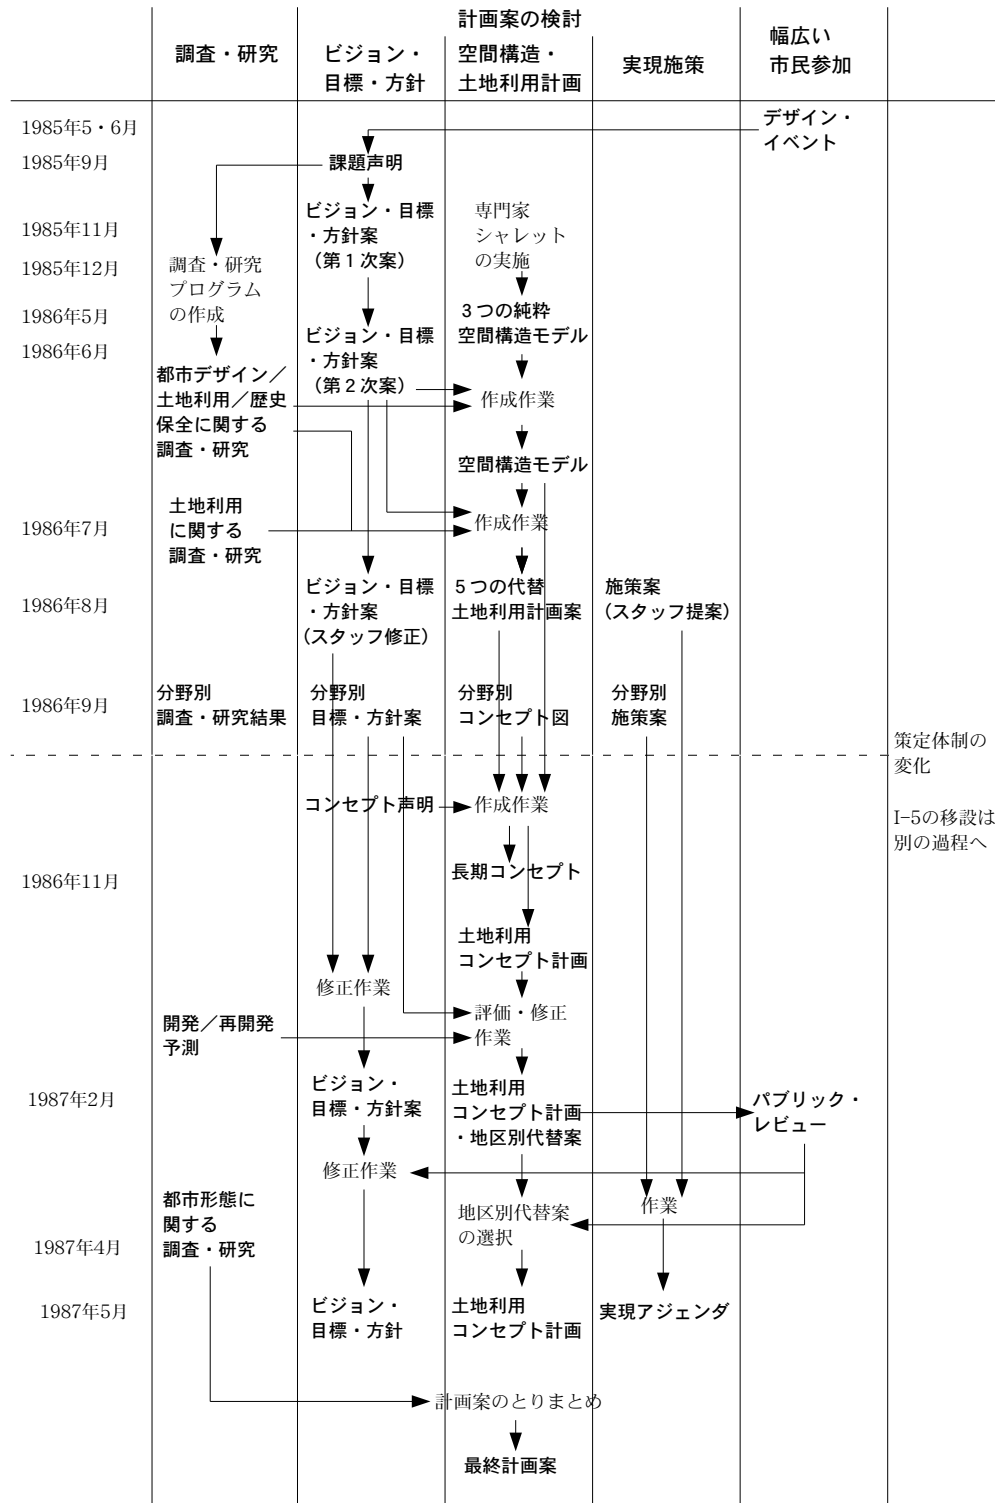 計画案の検討
調査・研究
ビジョン・
目標・方針
空間構造・
土地利用計画
実現施策
幅広い
市民参加
1985年5・6月
デザイン・
イベント
1985年9月
課題声明
1985年11月
ビジョン・目標
・方針案
（第１次案）
専門家
シャレット
の実施
1985年12月
調査・研究
プログラム
の作成
1986年5月
３つの純粋
空間構造モデル
1986年6月
ビジョン・目標
・方針案
（第２次案）
都市デザイン／
土地利用／歴史
保全に関する
調査・研究
作成作業
空間構造モデル
1986年7月
土地利用
に関する
調査・研究
作成作業
1986年8月
ビジョン・目標
・方針案
（スタッフ修正）
５つの代替
土地利用計画案
施策案
（スタッフ提案）
1986年9月
分野別
調査・研究結果
分野別
目標・方針案
分野別
コンセプト図
分野別
施策案
策定体制の
変化
I−5の移設は
別の過程へ
コンセプト声明
作成作業
1986年11月
長期コンセプト
土地利用
コンセプト計画
修正作業
評価・修正
作業
開発／再開発
予測
1987年2月
ビジョン・
目標・方針案
土地利用
コンセプト計画
・地区別代替案
パブリック・
レビュー
修正作業
都市形態に
関する
調査・研究
地区別代替案
の選択
作業
1987年4月
1987年5月
ビジョン・
目標・方針
土地利用
コンセプト計画
実現アジェンダ
計画案のとりまとめ
最終計画案